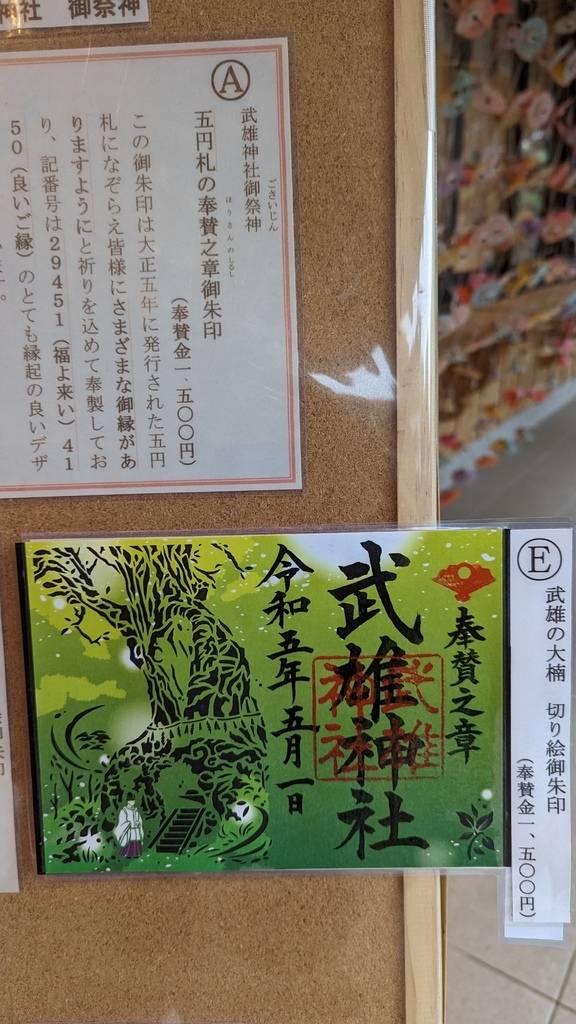 神社 御祭神
Ⓐ
武雄神社御祭神
ごさいじん
五円札の奉賛之章御朱印
ほうさんのしるし
(奉賛金一、五〇〇円)
この御朱印は大正五年に発行された五円
札になぞらえ皆様にさまざまな御縁があ
りますようにと祈りを込めて奉製してお
り、記番号は29451(福よ来い)41
50(良いご縁)のとても縁起の良いデザ
ます。
Ⓔ
武雄の大楠 切り絵御朱印
(奉賛金一、五〇〇円)
奉賛之章
武雄神社
武雄
神社
令和五年五月一日